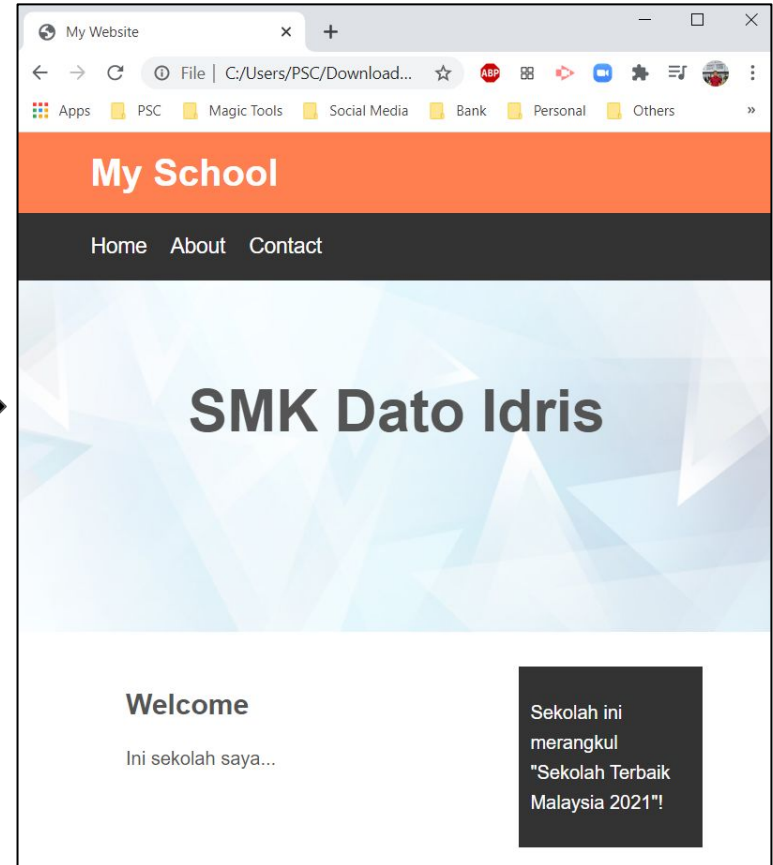 My Website
File | C:/Users/PSC/Download...
ABP
Apps PSC Magic Tools Social Media Bank Personal Others »
My School
Home About Contact
SMK Dato Idris
Welcome
Ini sekolah saya...
Sekolah ini
merangkul
"Sekolah Terbaik
Malaysia 2021"!